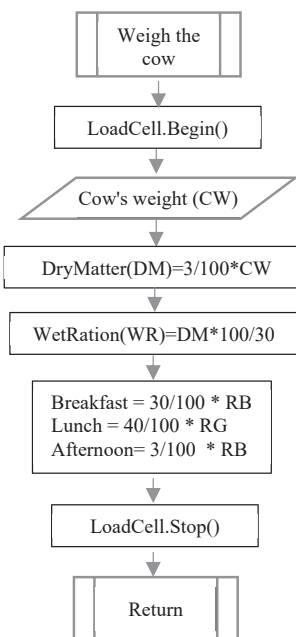 Weigh the
cow
LoadCell.Begin()
Cow's weight (CW)
DryMatter(DM)=3/100*CW
WetRation(WR)=DM*100/30
Breakfast = 30/100 * RB
Lunch = 40/100 * RG
Afternoon= 3/100 * RB
LoadCell.Stop()
Return